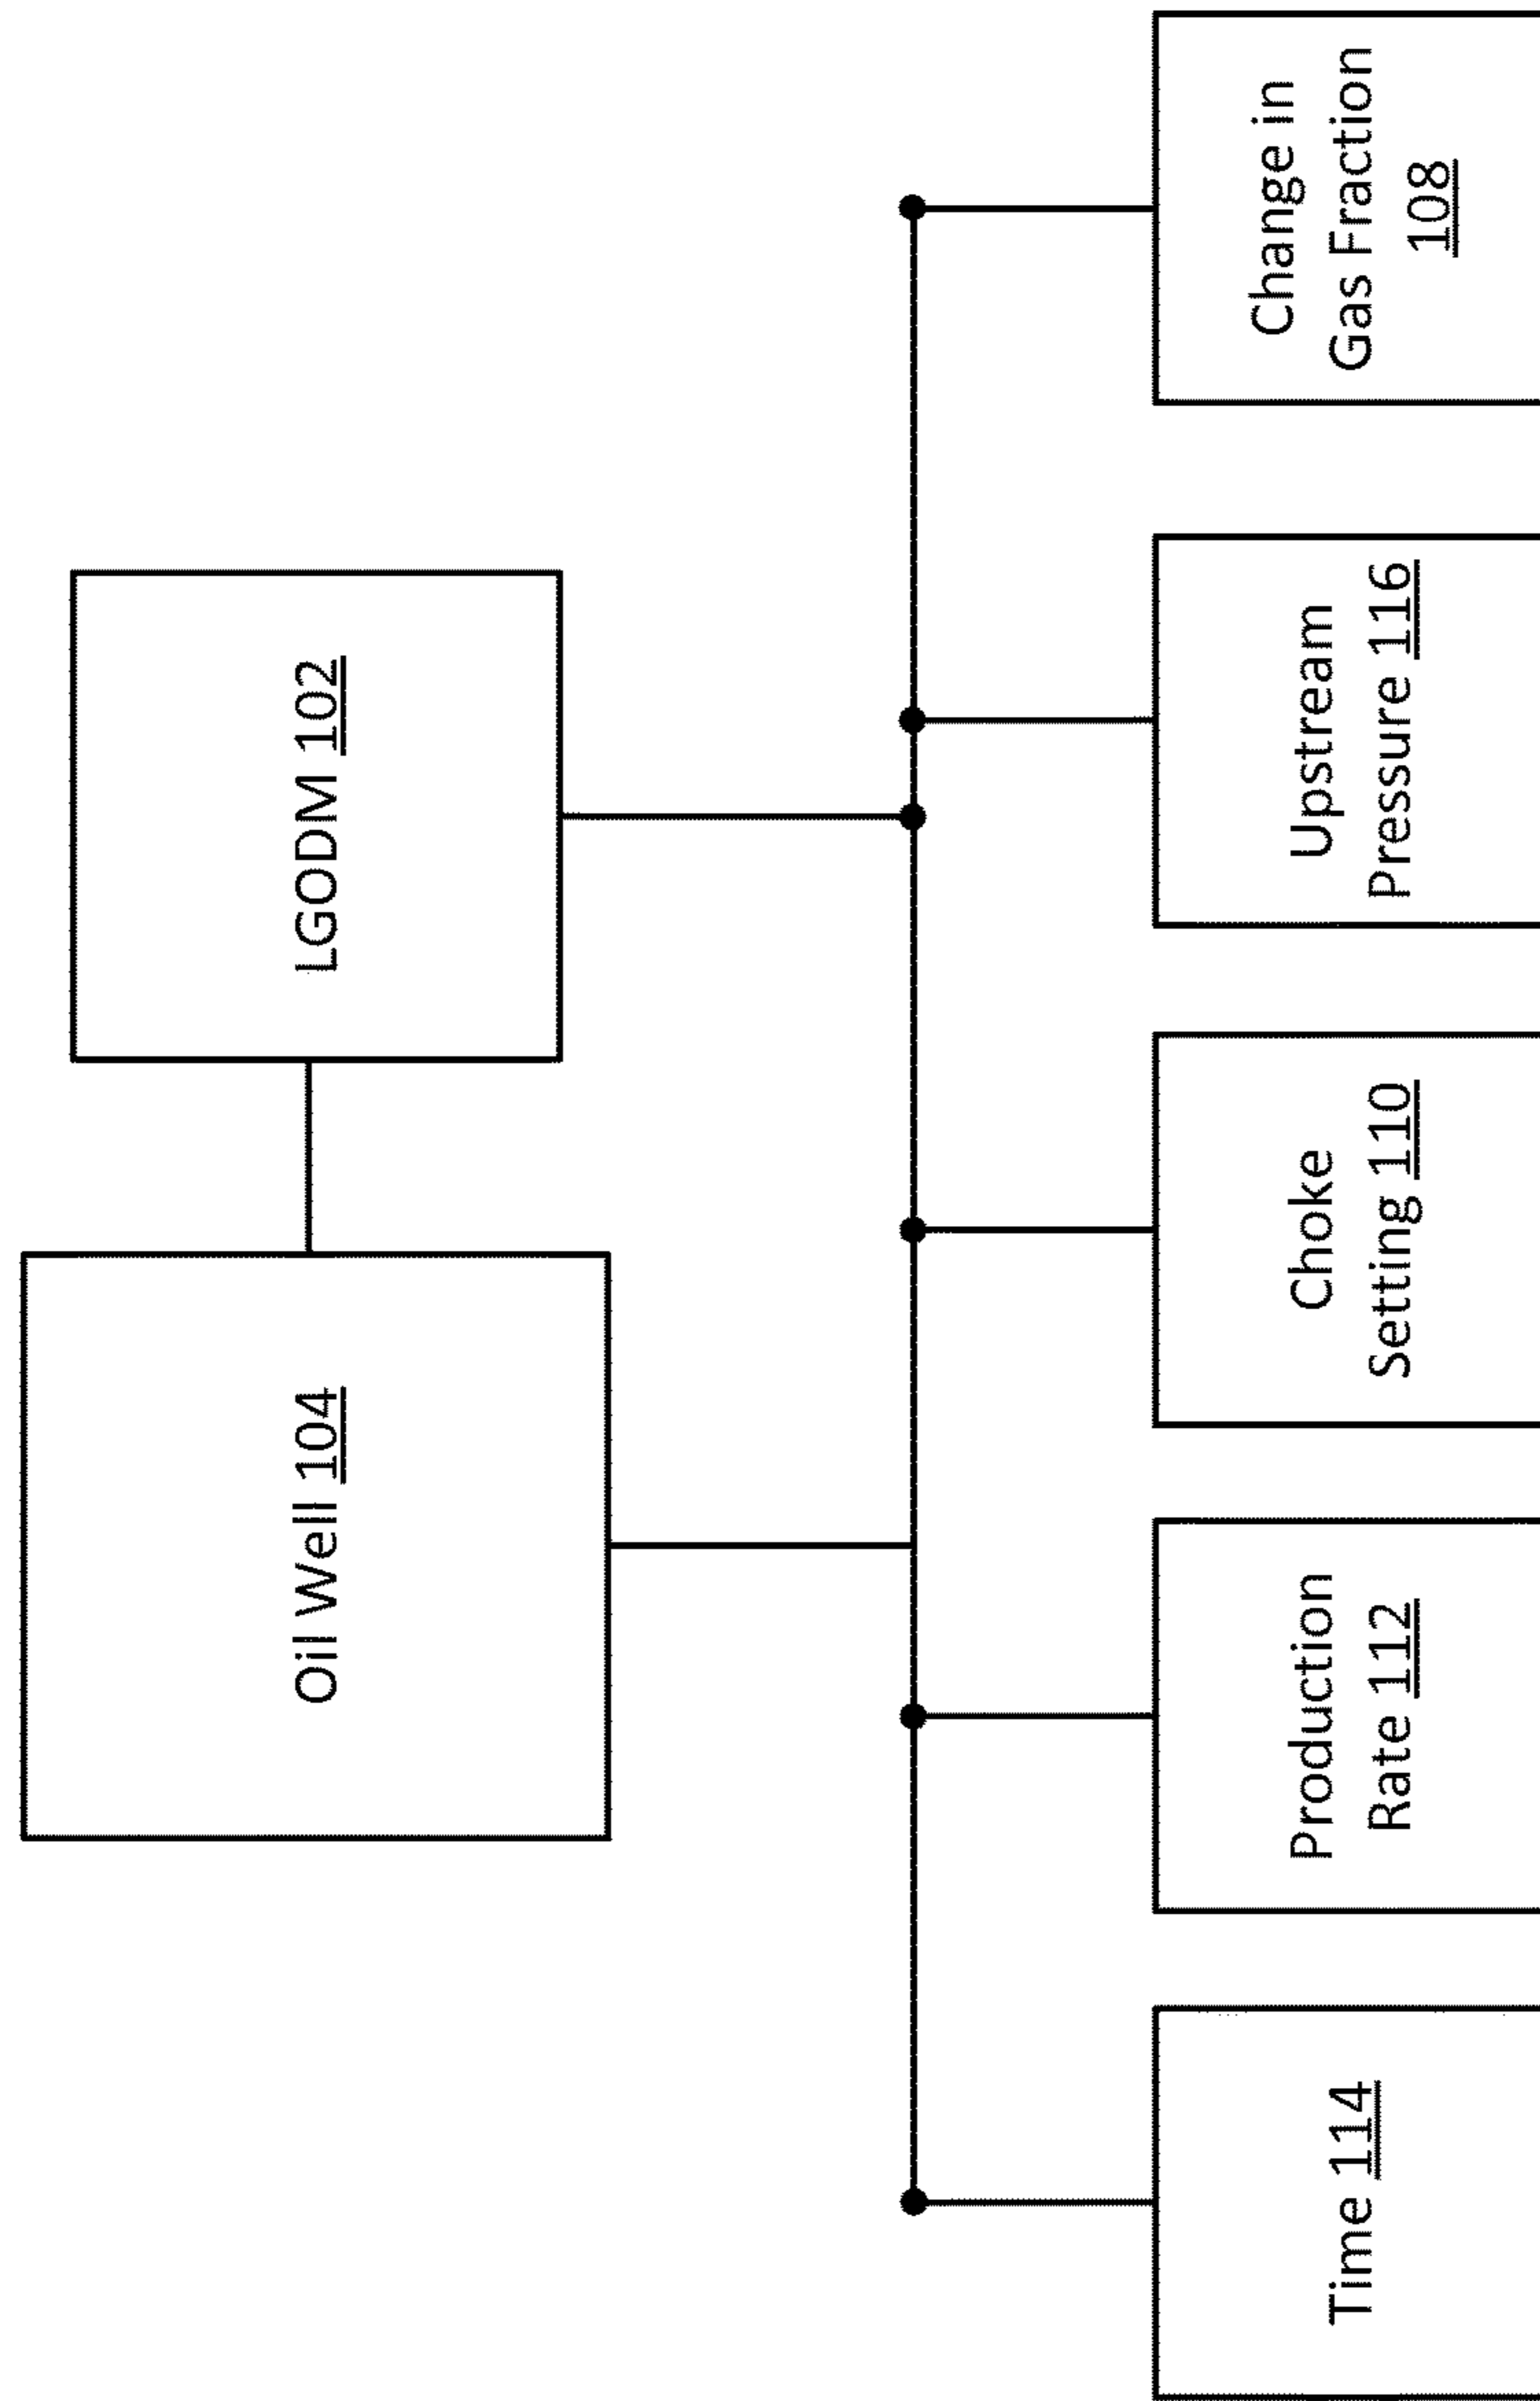 Oil Well 104
LGODM 102
Time 114
Production
Rate 112
Choke
Setting 110
Upstream
Pressure 116
Change in
Gas Fraction
108